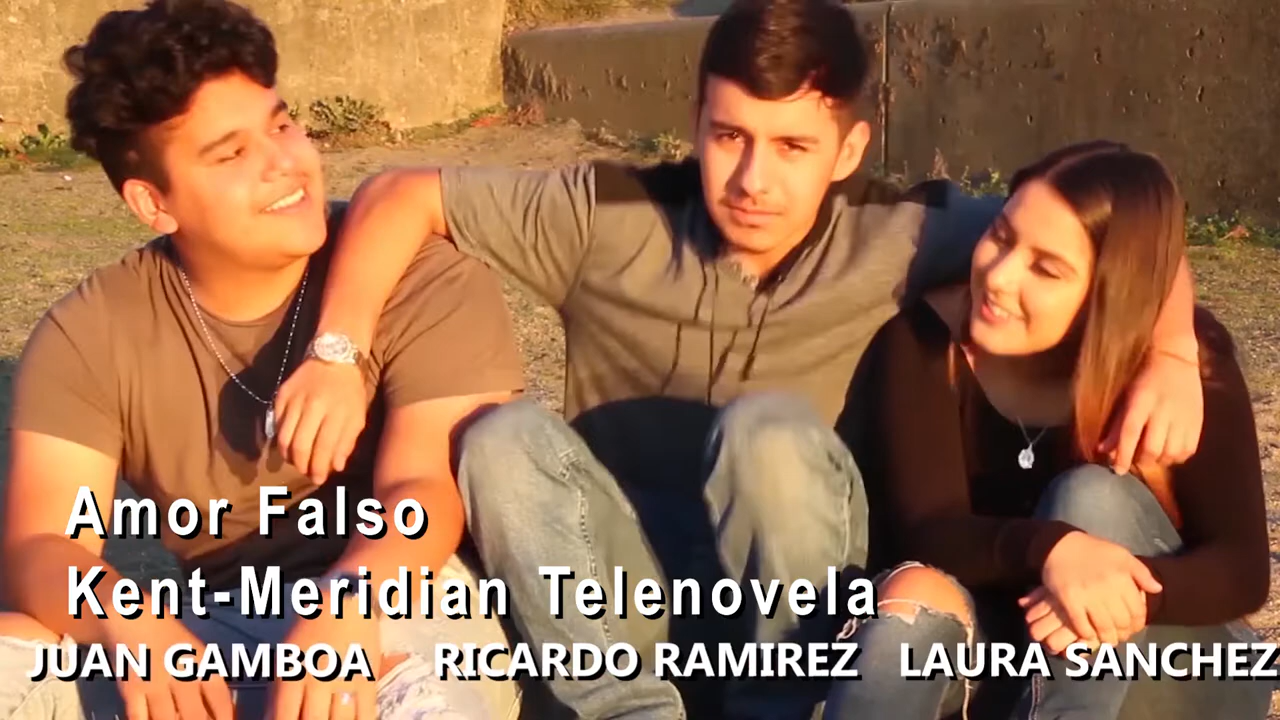 Amor Falso
Kent-Meridian Telenovela
JUAN GAMBOA RICARDO RAMIREZ LAURA SANCHEZ